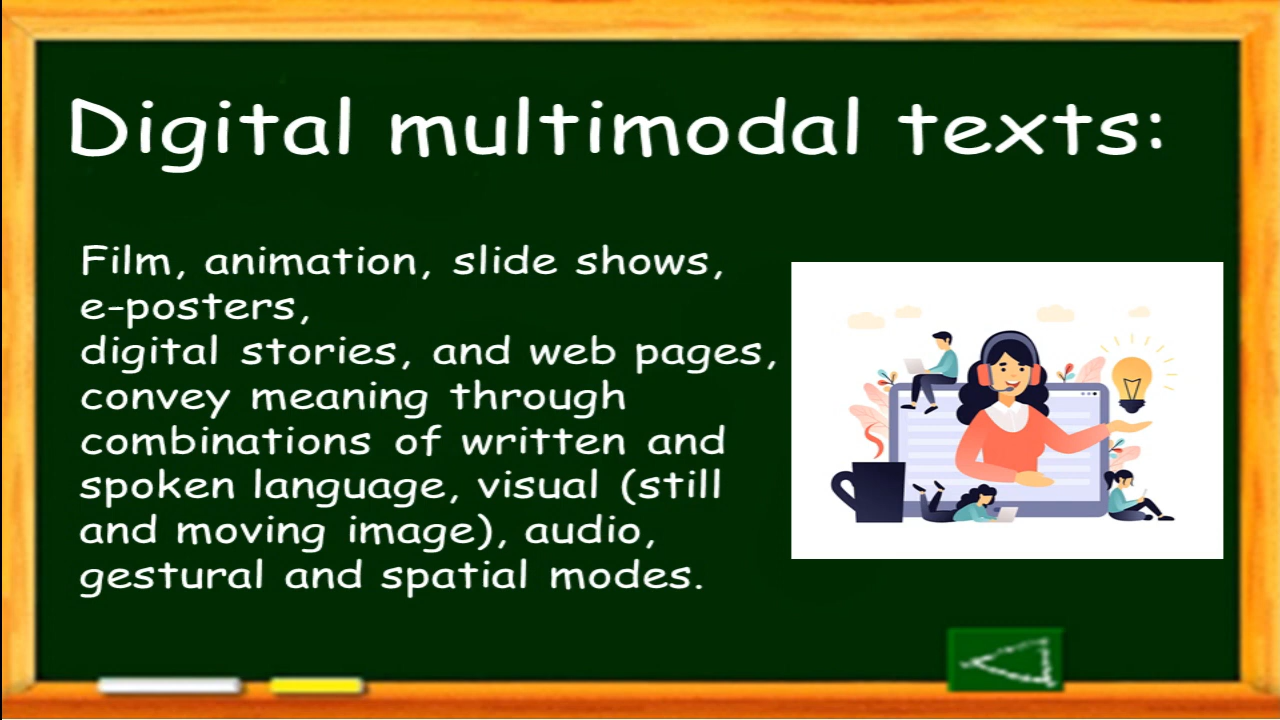 Digital multimodal texts:
Film, animation, slide shows,
e-posters,
digital stories, and web pages,
convey meaning through
combinations of written and
spoken language, visual (still
and moving image), audio,
gestural and spatial modes.